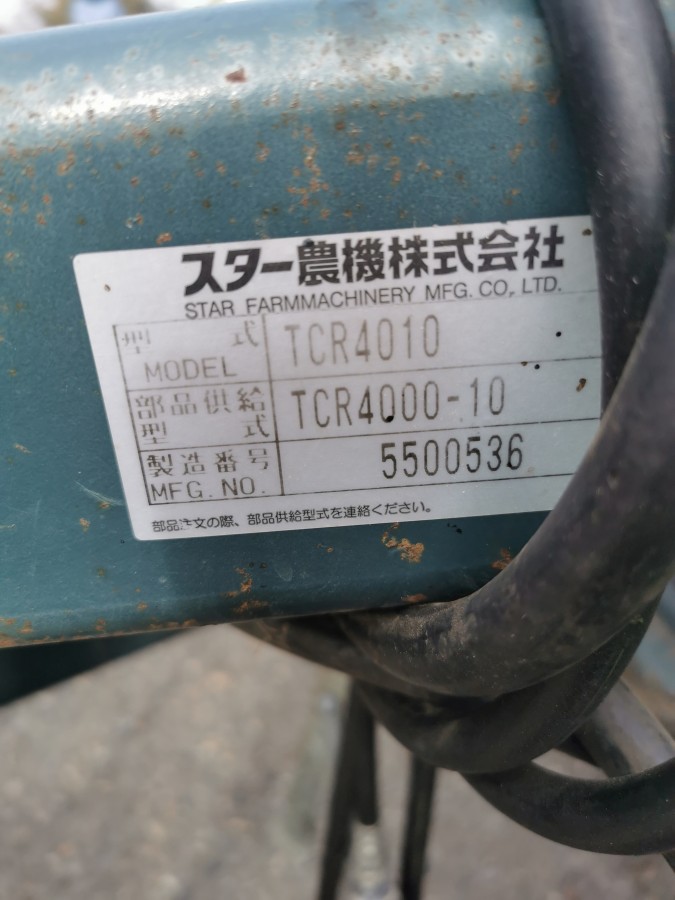 スター農機株式会社
STAR FARMMACHINERY MFG. CO., LTD.
型式 TCR4010
MODEL
部品供給 TCR4000-10
型式
製造番号 5500536
MFG. NO.
部品注文の際、部品供給型式を連絡ください。